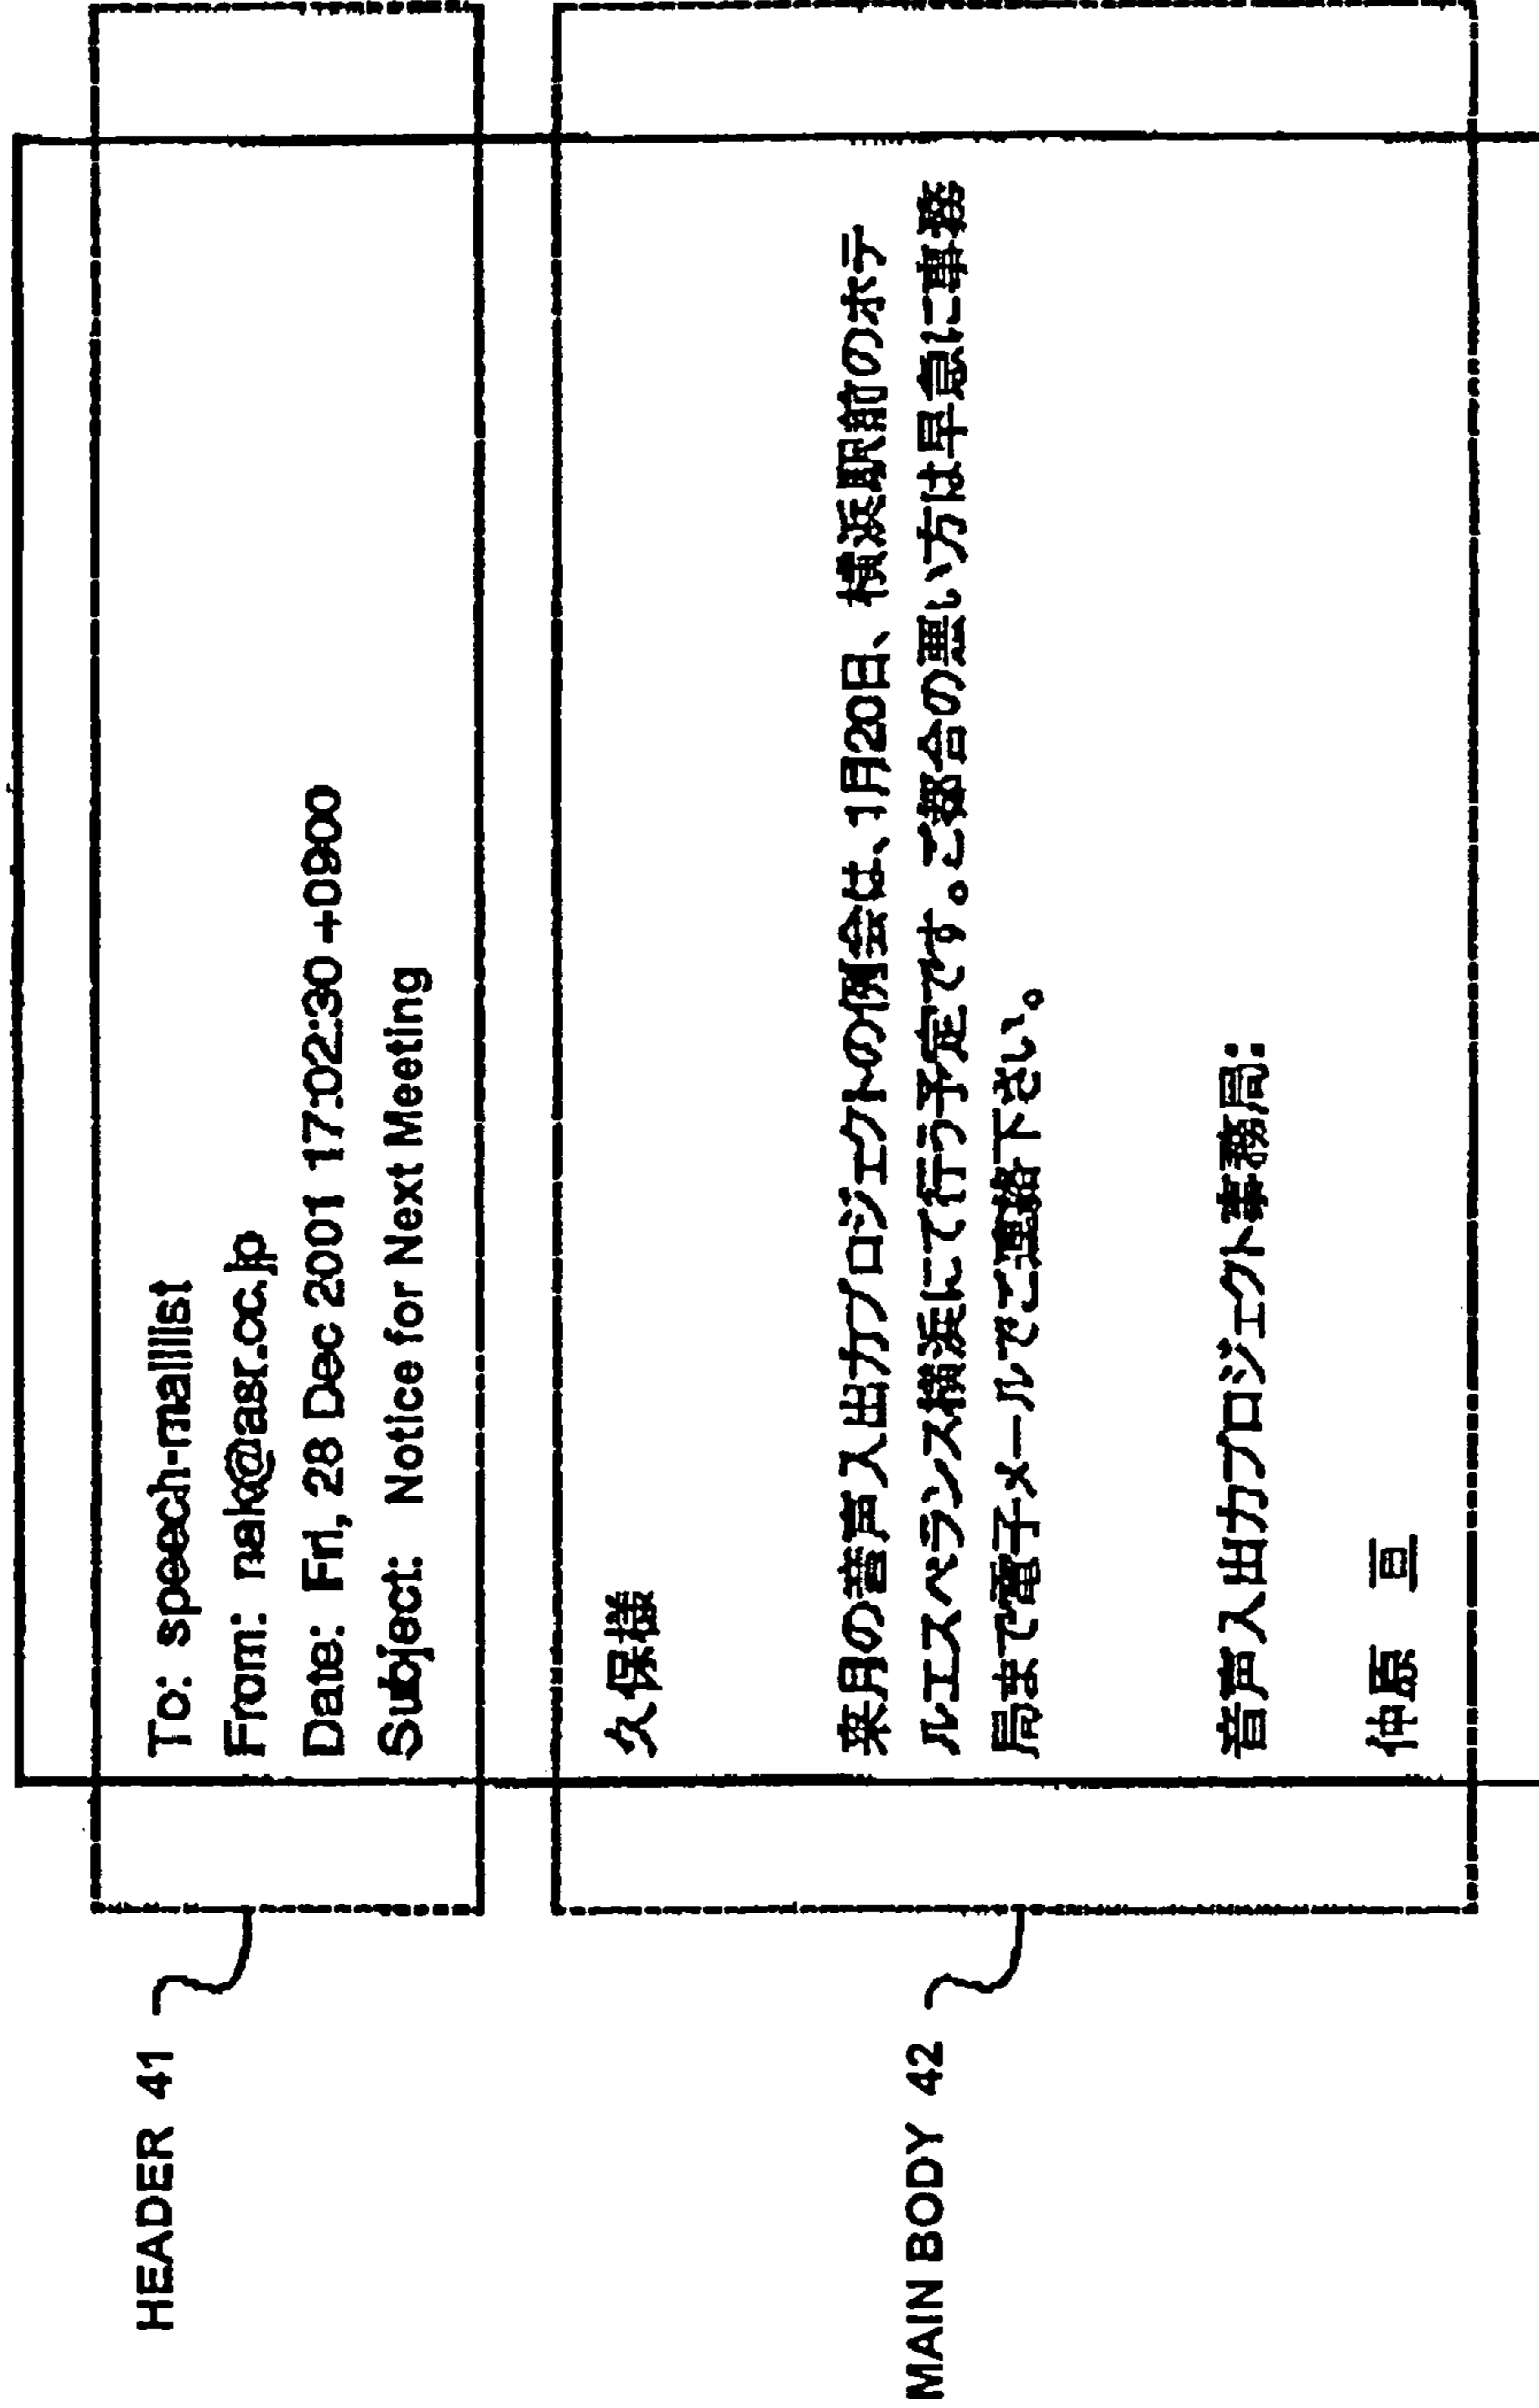 HEADER 41
To: speech-maillist
From: nak@asr.cc.jp
Date: Fri, 28 Dec 2001 17:02:30 +0900
Subject: Notice for Next Meeting
MAIN BODY 42
久保様
来月の音声入出力プロジェクトの例会は、1月20日、横浜駅前のホテ
ルエスペランス横浜にて行う予定です。ご都合の悪い方は早急に事務
局まで電子メールでご連絡下さい。
音声入出力プロジェクト事務局:
仲原 亘